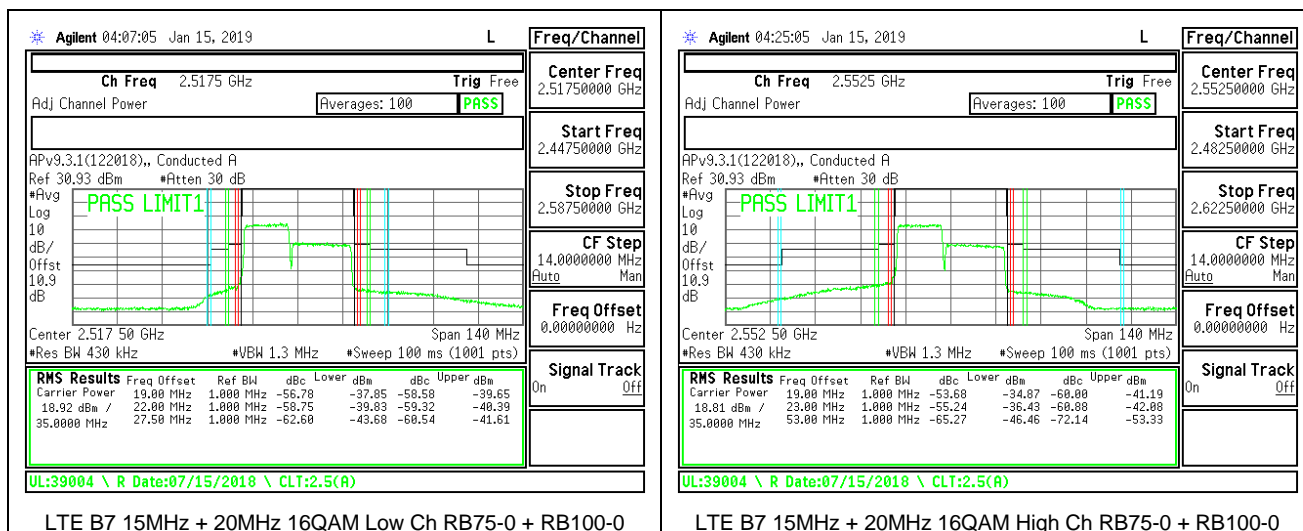 Agilent 04:07:05 Jan 15, 2019 L
Freq/Channel
Ch Freq 2.5175 GHz Trig Free
Adj Channel Power Averages: 100 PASS
APv9.3.1(122018),, Conducted A
Ref 30.93 dBm #Atten 30 dB
#Avg
Log
10
dB/
Offst
10.9
dB
PASS LIMIT1
Center 2.517 50 GHz Span 140 MHz
#Res BW 430 kHz #VBW 1.3 MHz #Sweep 100 ms (1001 pts)
RMS Results Freq Offset Ref BW dBc Lower dBm dBc Upper dBm
Carrier Power 19.00 MHz 1.000 MHz -56.78 -37.85 -58.58 -39.65
18.92 dBm / 22.00 MHz 1.000 MHz -58.75 -39.83 -59.32 -40.39
35.0000 MHz 27.50 MHz 1.000 MHz -62.60 -43.68 -60.54 -41.61
Center Freq
2.51750000 GHz
Start Freq
2.44750000 GHz
Stop Freq
2.58750000 GHz
CF Step
14.0000000 MHz
Auto Man
Freq Offset
0.00000000 Hz
Signal Track
On Off
UL:39004 \ R Date:07/15/2018 \ CLT:2.5(A)
LTE B7 15MHz + 20MHz 16QAM Low Ch RB75-0 + RB100-0
Agilent 04:25:05 Jan 15, 2019 L
Freq/Channel
Ch Freq 2.5525 GHz Trig Free
Adj Channel Power Averages: 100 PASS
APv9.3.1(122018),, Conducted A
Ref 30.93 dBm #Atten 30 dB
#Avg
Log
10
dB/
Offst
10.9
dB
PASS LIMIT1
Center 2.552 50 GHz Span 140 MHz
#Res BW 430 kHz #VBW 1.3 MHz #Sweep 100 ms (1001 pts)
RMS Results Freq Offset Ref BW dBc Lower dBm dBc Upper dBm
Carrier Power 19.00 MHz 1.000 MHz -53.68 -34.87 -60.00 -41.19
18.81 dBm / 23.00 MHz 1.000 MHz -55.24 -36.43 -60.88 -42.08
35.0000 MHz 53.00 MHz 1.000 MHz -65.27 -46.46 -72.14 -53.33
Center Freq
2.55250000 GHz
Start Freq
2.48250000 GHz
Stop Freq
2.62250000 GHz
CF Step
14.0000000 MHz
Auto Man
Freq Offset
0.00000000 Hz
Signal Track
On Off
UL:39004 \ R Date:07/15/2018 \ CLT:2.5(A)
LTE B7 15MHz + 20MHz 16QAM High Ch RB75-0 + RB100-0